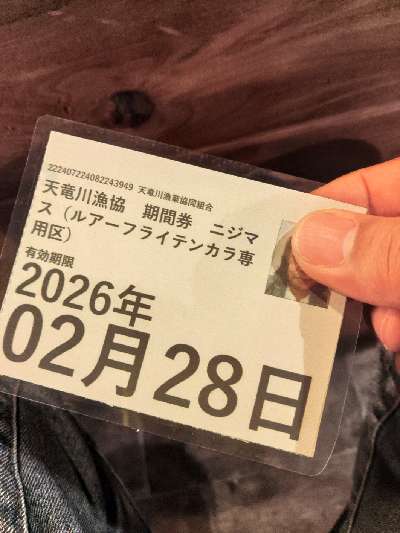 222407224082243949 天竜川漁業協同組合
天竜川漁協 期間券 ニジマ
ス（ルアーフライテンカラ専
用区）
有効期限
2026年
02月28日